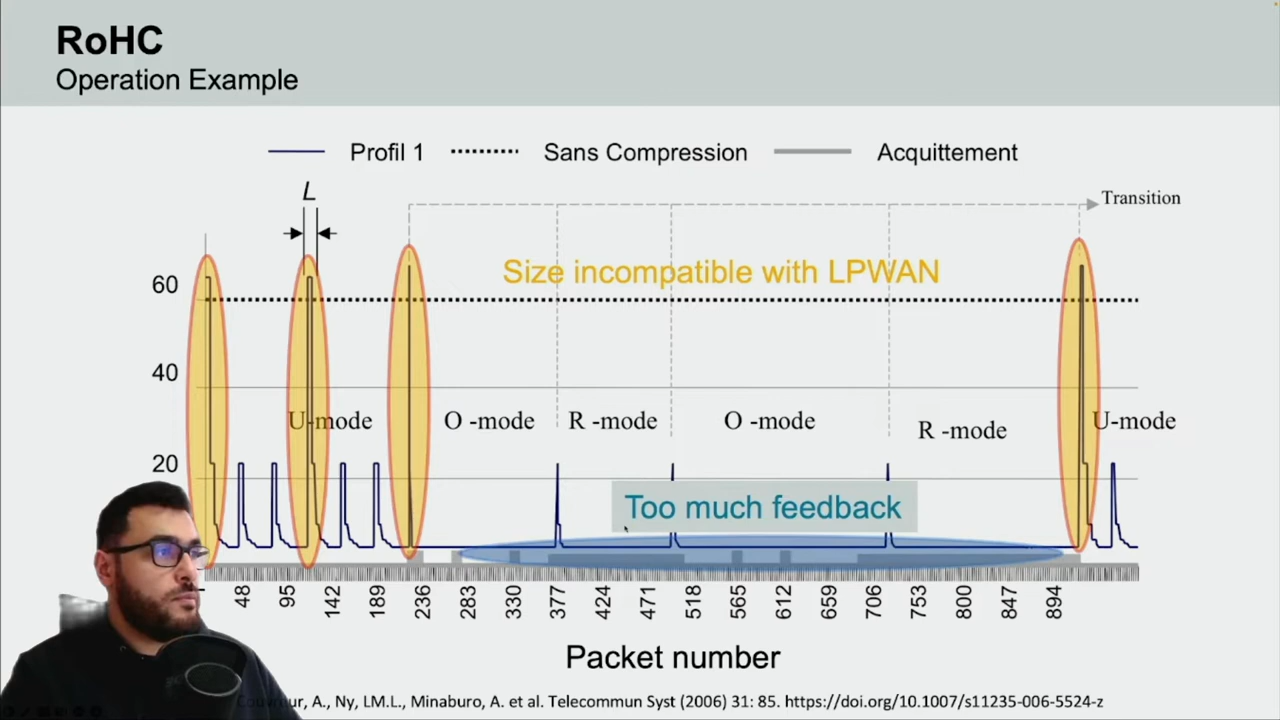 RoHC
Operation Example
Profil 1 Sans Compression Acquittement
L
Transition
60
Size incompatible with LPWAN
40
U-mode O -mode R -mode O -mode R -mode U-mode
20
Too much feedback
48 95 142 189 236 283 330 377 424 471 518 565 612 659 706 753 800 847 894
Packet number
A., Ny, LM.L., Minaburo, A. et al. Telecommun Syst (2006) 31: 85. https://doi.org/10.1007/s11235-006-5524-z